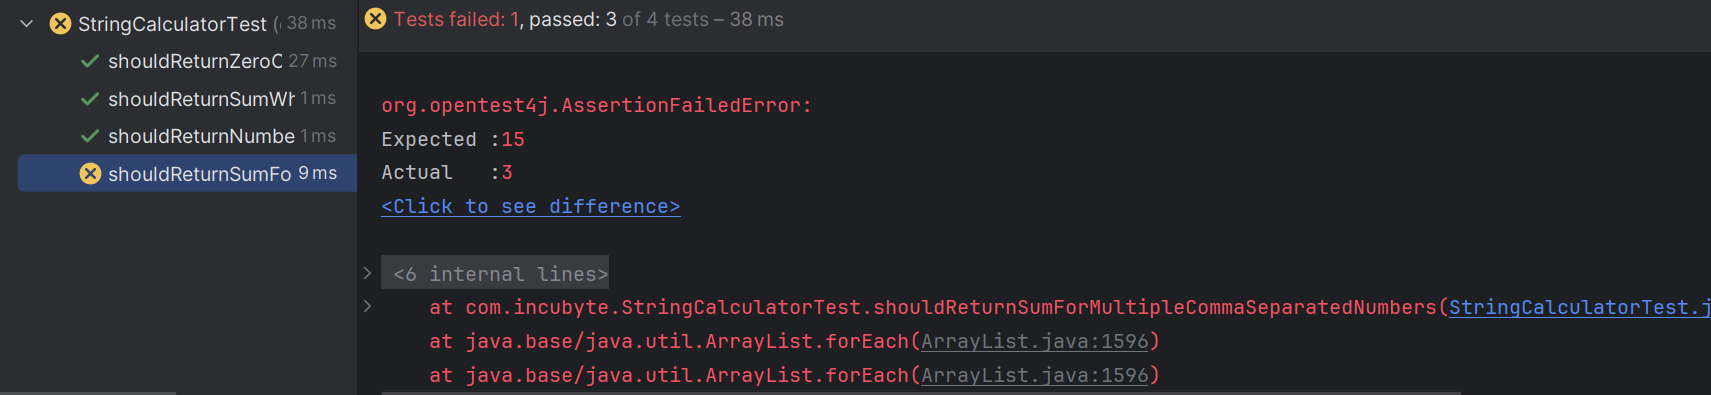 StringCalculatorTest ( 38 ms
shouldReturnZeroC 27 ms
shouldReturnSumWh 1 ms
shouldReturnNumbe 1 ms
shouldReturnSumFo 9 ms
Tests failed: 1, passed: 3 of 4 tests – 38 ms
org.opentest4j.AssertionFailedError:
Expected :15
Actual   :3
<Click to see difference>
<6 internal lines>
at com.incubyte.StringCalculatorTest.shouldReturnSumForMultipleCommaSeparatedNumbers(StringCalculatorTest.j
at java.base/java.util.ArrayList.forEach(ArrayList.java:1596)
at java.base/java.util.ArrayList.forEach(ArrayList.java:1596)